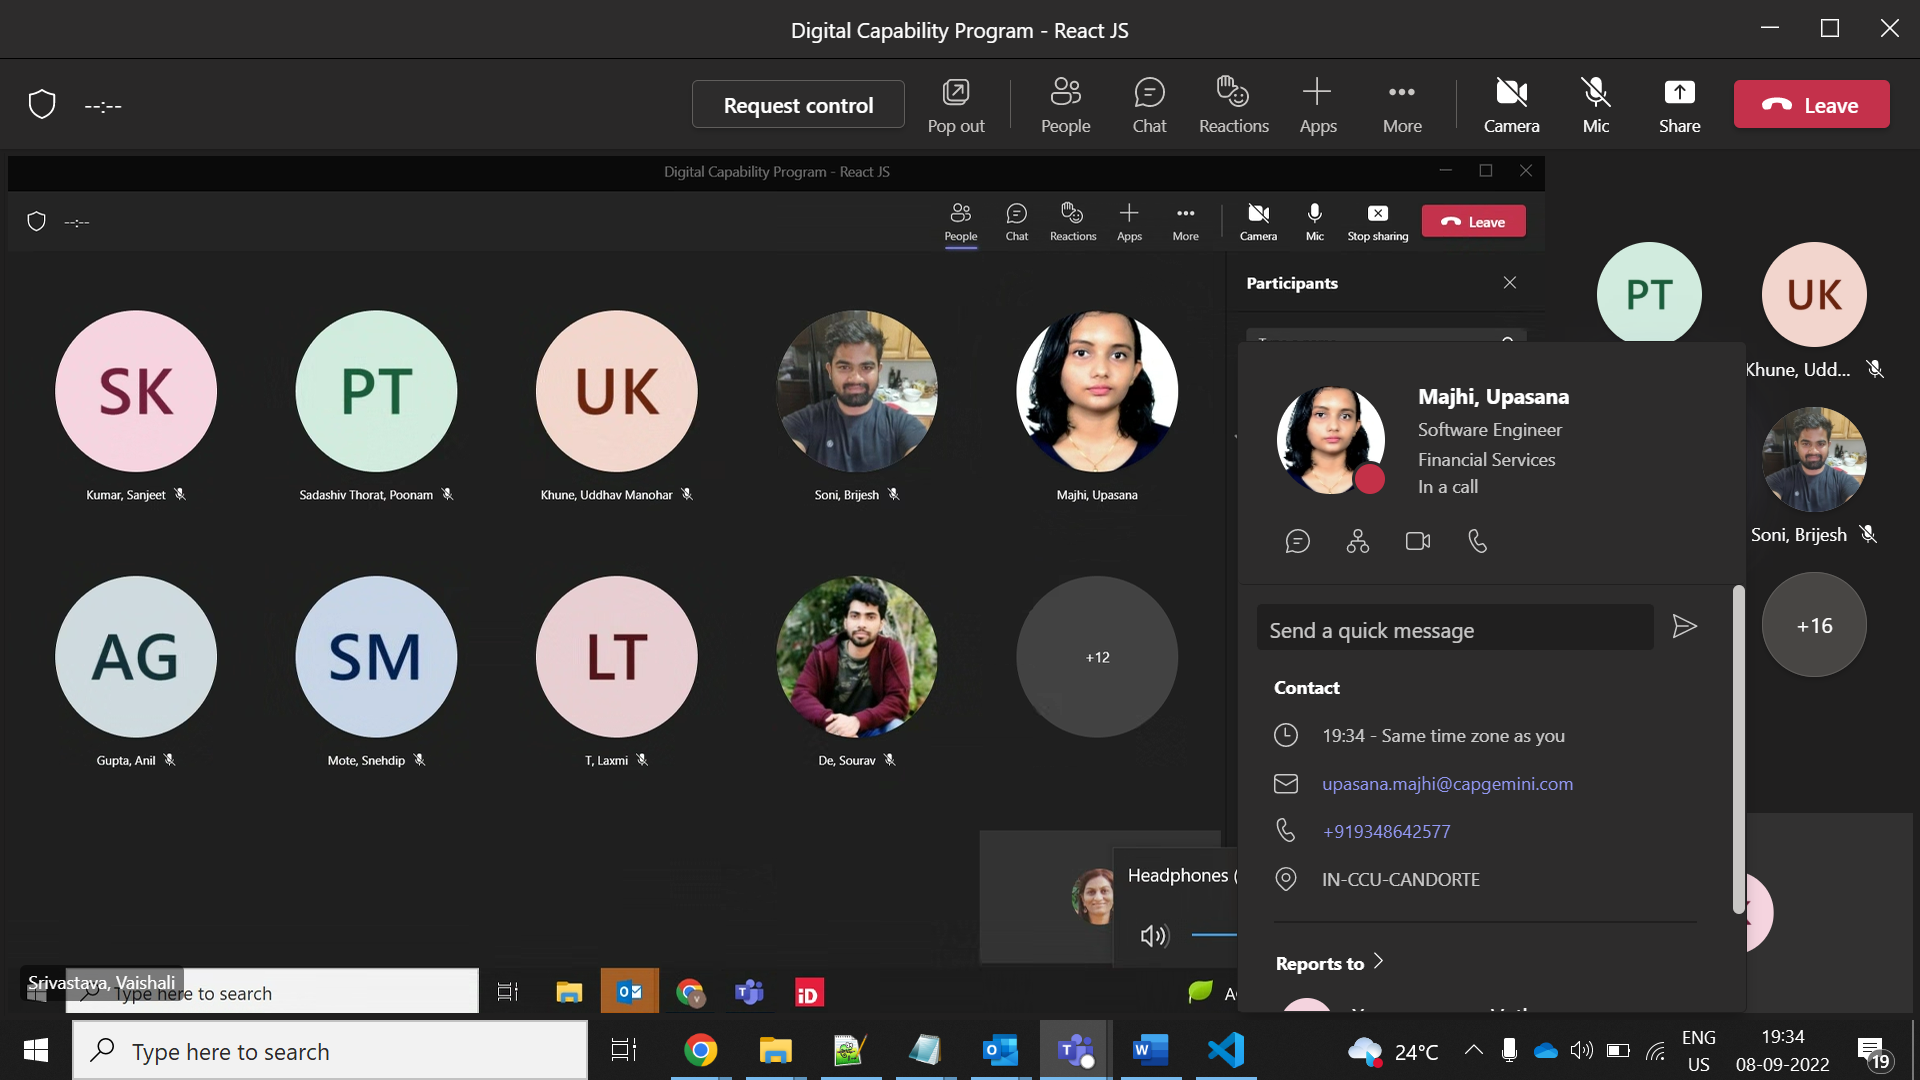 Digital Capability Program - React JS
--:--
Request control
Pop out
People
Chat
Reactions
Apps
More
Camera
Mic
Share
Leave
Digital Capability Program - React JS
--:--
People
Chat
Reactions
Apps
More
Camera
Mic
Stop sharing
Leave
Participants
SK
PT
UK
Kumar, Sanjeet
Sadashiv Thorat, Poonam
Khune, Uddhav Manohar
Soni, Brijesh
Majhi, Upasana
AG
SM
LT
+12
Gupta, Anil
Mote, Snehdip
T, Laxmi
De, Sourav
PT
UK
Khune, Udd...
Soni, Brijesh
+16
Majhi, Upasana
Software Engineer
Financial Services
In a call
Send a quick message
Contact
19:34 - Same time zone as you
upasana.majhi@capgemini.com
+919348642577
IN-CCU-CANDORTE
Reports to
Headphones (
Srivastava, Vaishali
Type here to search
iD
Type here to search
24°C
ENG
US
19:34
08-09-2022
19